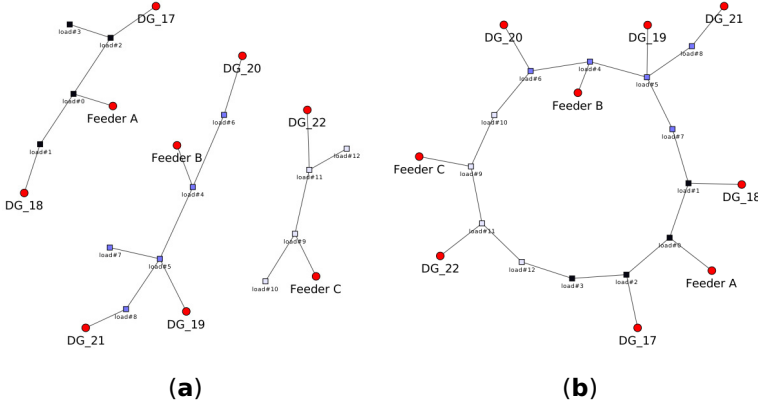 DG_17
load#3
load#2
load#0
Feeder A
load#1
DG_18
DG_20
load#6
Feeder B
load#4
load#7
load#5
load#8
DG_19
DG_21
DG_22
load#12
load#11
load#9
load#10
Feeder C
(a)
DG_21
DG_20
DG_19
load#8
load#4
load#6
load#5
Feeder B
load#10
load#7
Feeder C
load#9
load#1
DG_18
load#11
load#0
DG_22
load#12
load#3
load#2
Feeder A
DG_17
(b)